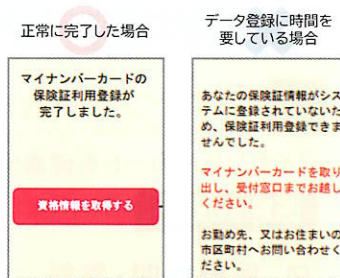 正常に完了した場合
マイナンバーカードの
保険証利用登録が
完了しました。
資格情報を取得する
データ登録に時間を
要している場合
あなたの保険証情報がシス
テムに登録されていないた
め、保険証利用登録できま
せんでした。
マイナンバーカードを取り
出し、受付窓口までお越し
ください。
お勤め先、又はお住まいの
市区町村へお問い合わせく
ださい。